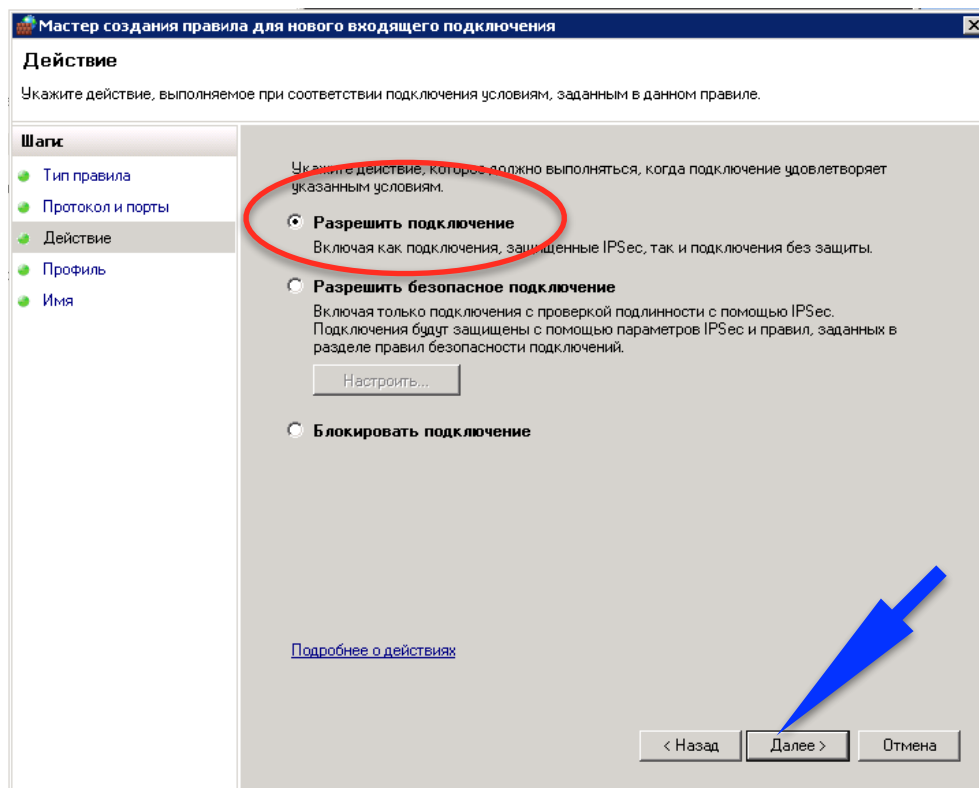 Мастер создания правила для нового входящего подключения
Действие
Укажите действие, выполняемое при соответствии подключения условиям, заданным в данном правиле.
Шаги:
Тип правила
Протокол и порты
Действие
Профиль
Имя
Укажите действие, которое должно выполняться, когда подключение удовлетворяет
указанным условиям.
Разрешить подключение
Включая как подключения, защищенные IPSec, так и подключения без защиты.
Разрешить безопасное подключение
Включая только подключения с проверкой подлинности с помощью IPSec.
Подключения будут защищены с помощью параметров IPSec и правил, заданных в
разделе правил безопасности подключений.
Настроить...
Блокировать подключение
Подробнее о действиях
< Назад
Далее >
Отмена